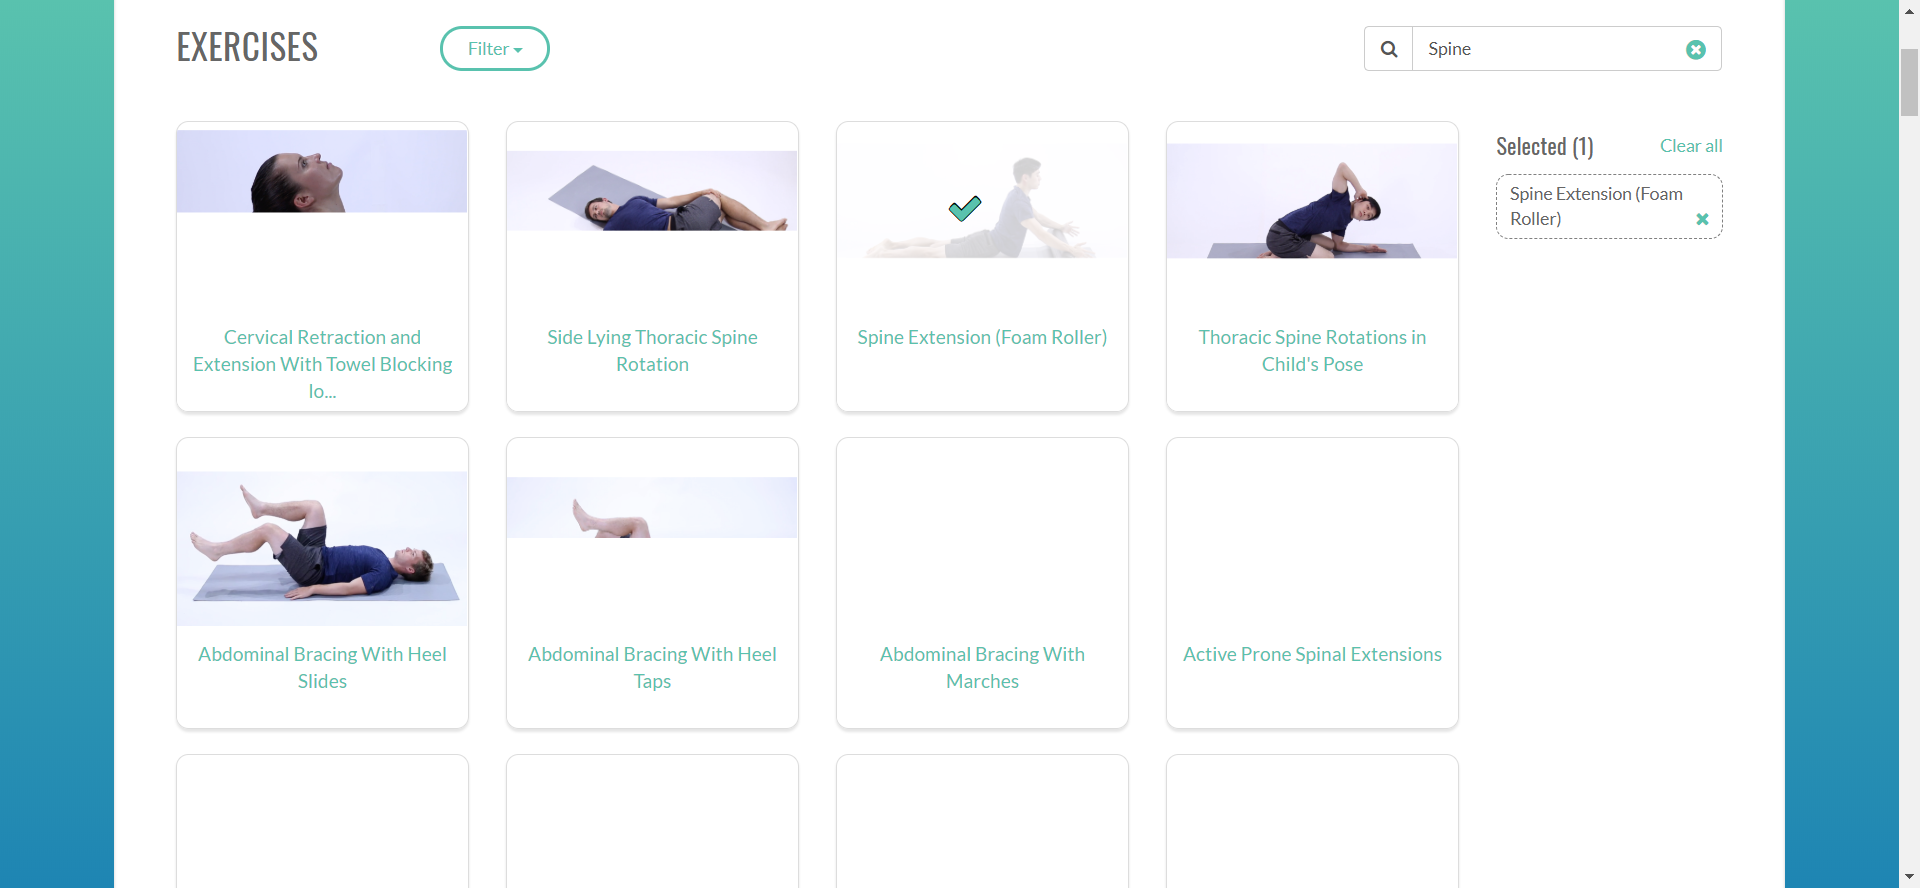 EXERCISES
Filter
Spine
Selected (1)
Clear all
Spine Extension (Foam
Roller)
Cervical Retraction and
Extension With Towel Blocking
lo...
Side Lying Thoracic Spine
Rotation
Spine Extension (Foam Roller)
Thoracic Spine Rotations in
Child's Pose
Abdominal Bracing With Heel
Slides
Abdominal Bracing With Heel
Taps
Abdominal Bracing With
Marches
Active Prone Spinal Extensions